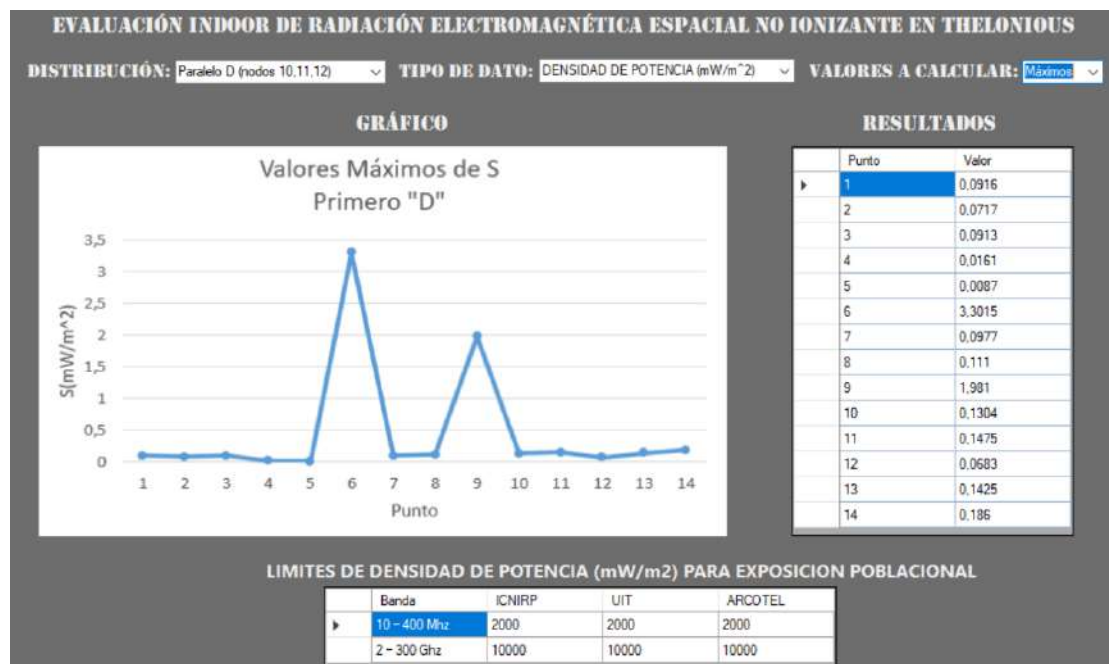 EVALUACIÓN INDOOR DE RADIACIÓN ELECTROMAGNÉTICA ESPACIAL NO IONIZANTE EN THELONIOUS
DISTRIBUCIÓN: Paralelo D (nodos 10,11,12) TIPO DE DATO: DENSIDAD DE POTENCIA (mW/m^2) VALORES A CALCULAR: Máximos
GRÁFICO
Valores Máximos de S
Primero "D"
S(mW/m^2)
3,5
3
2,5
2
1,5
1
0,5
0
1 2 3 4 5 6 7 8 9 10 11 12 13 14
Punto
RESULTADOS
Punto Valor
1 0,0916
2 0,0717
3 0,0913
4 0,0161
5 0,0087
6 3,3015
7 0,0977
8 0,111
9 1,981
10 0,1304
11 0,1475
12 0,0683
13 0,1425
14 0,186
LIMITES DE DENSIDAD DE POTENCIA (mW/m2) PARA EXPOSICION POBLACIONAL
Banda ICNIRP UIT ARCOTEL
10 – 400 Mhz 2000 2000 2000
2 – 300 Ghz 10000 10000 10000